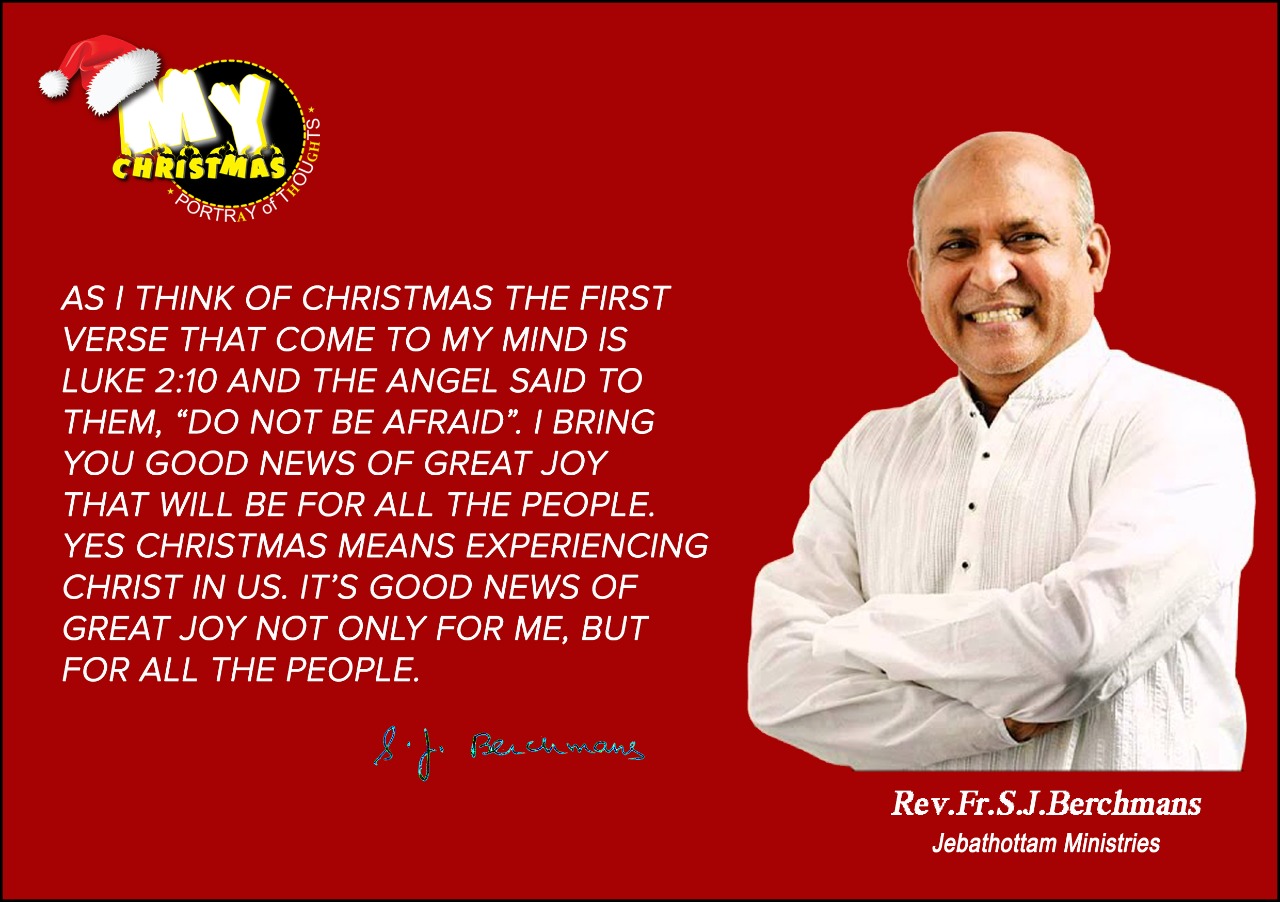 MY
CHRISTMAS
PORTRAY of THOUGHTS
AS I THINK OF CHRISTMAS THE FIRST
VERSE THAT COME TO MY MIND IS
LUKE 2:10 AND THE ANGEL SAID TO
THEM, “DO NOT BE AFRAID”. I BRING
YOU GOOD NEWS OF GREAT JOY
THAT WILL BE FOR ALL THE PEOPLE.
YES CHRISTMAS MEANS EXPERIENCING
CHRIST IN US. IT’S GOOD NEWS OF
GREAT JOY NOT ONLY FOR ME, BUT
FOR ALL THE PEOPLE.
S.J. Berchmans
Rev.Fr.S.J.Berchmans
Jebathottam Ministries